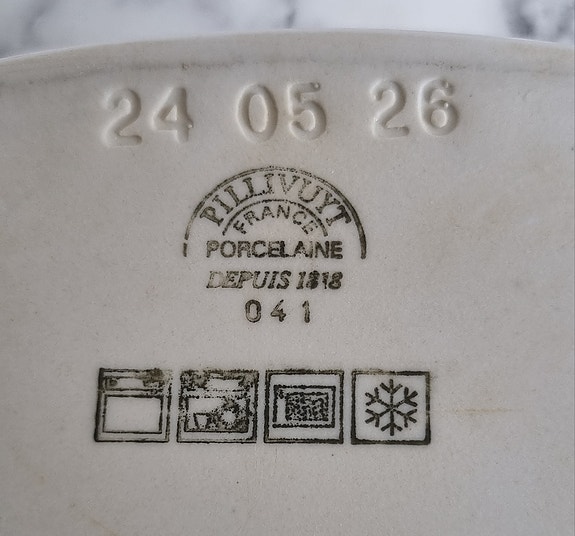 24 05 26
PILLIVUYT
FRANCE
PORCELAINE
DEPUIS 1818
041